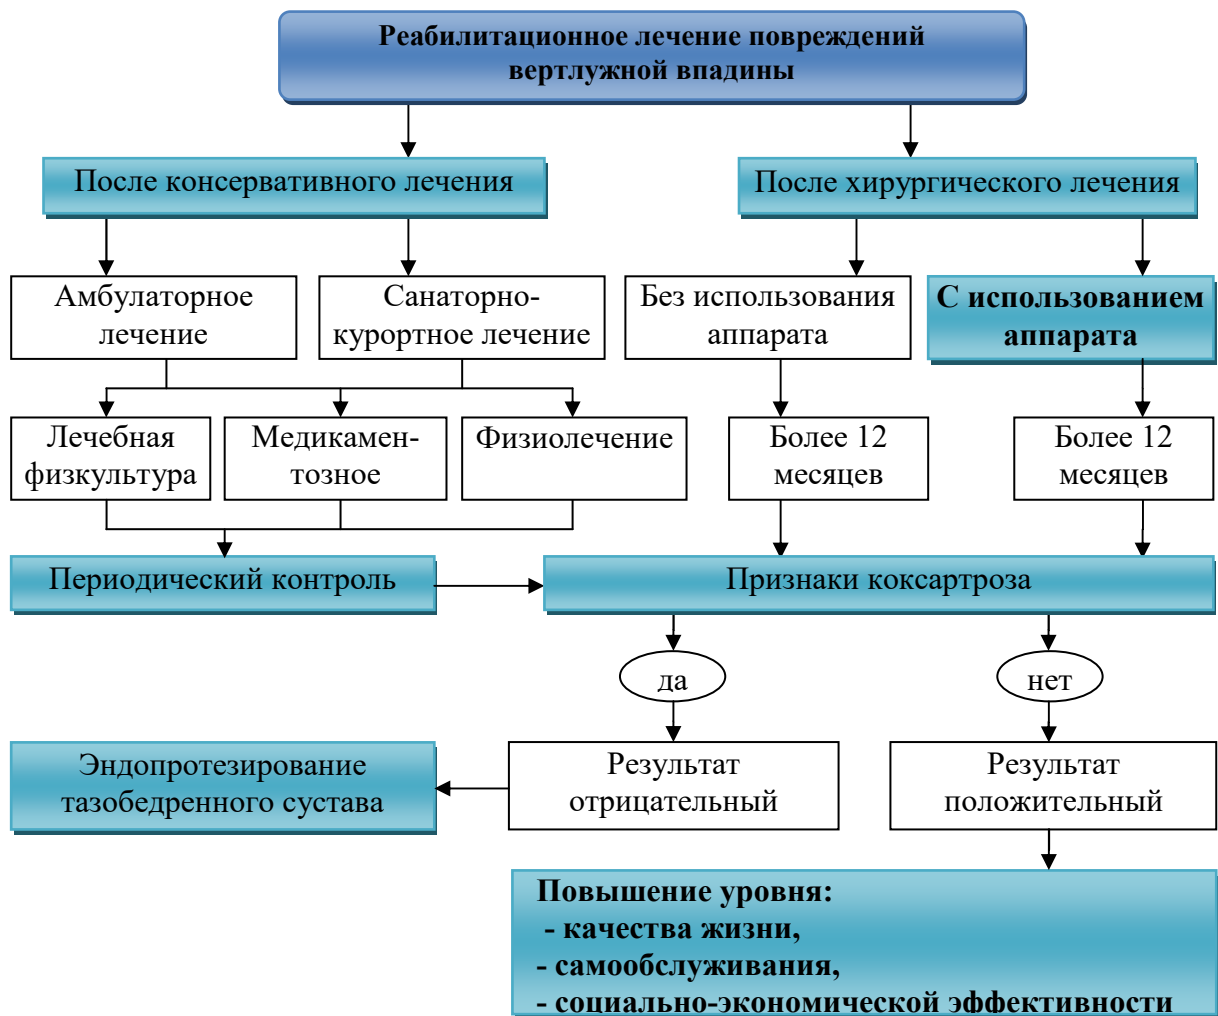 Реабилитационное лечение повреждений
вертлужной впадины
После консервативного лечения
После хирургического лечения
Амбулаторное
лечение
Санаторно-
курортное лечение
Без использования
аппарата
С использованием
аппарата
Лечебная
физкультура
Медикамен-
тозное
Физиолечение
Более 12
месяцев
Более 12
месяцев
Периодический контроль
Признаки коксартроза
да
нет
Эндопротезирование
тазобедренного сустава
Результат
отрицательный
Результат
положительный
Повышение уровня:
- качества жизни,
- самообслуживания,
- социально-экономической эффективности